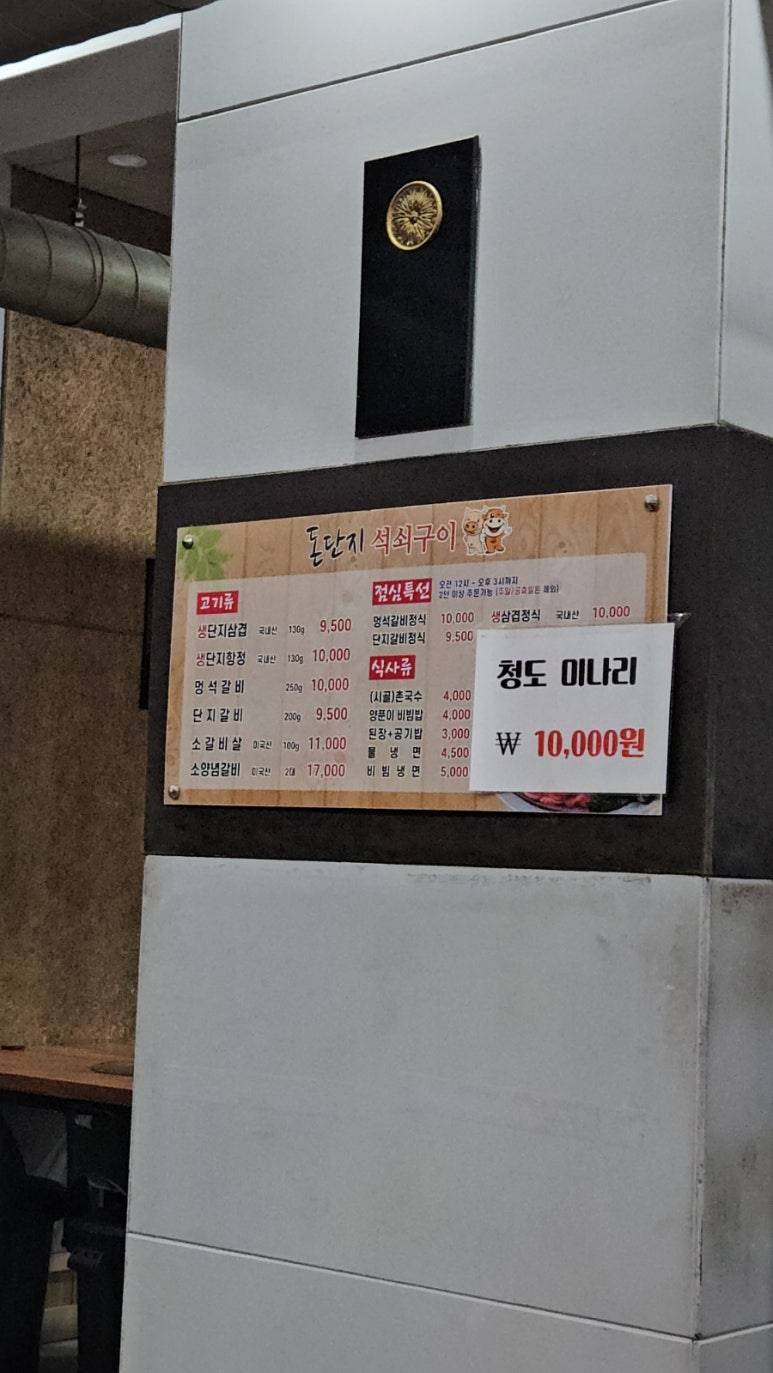 돈단지 석쇠구이
고기류
생단지삼겹 국내산 130g 9,500
생단지항정 국내산 130g 10,000
멍석갈비 250g 10,000
단지갈비 200g 9,500
소갈비살 미국산 100g 11,000
소양념갈비 미국산 2대 17,000
점심특선 오전 12시 - 오후 3시까지
2인 이상 주문가능 (주말/공휴일은 제외)
멍석갈비정식 10,000 생삼겹정식 국내산 10,000
단지갈비정식 9,500
식사류
(시골)촌국수 4,000
양푼이 비빔밥 4,000
된장+공기밥 3,000
물냉면 4,500
비빔냉면 5,000
청도 미나리
₩ 10,000원